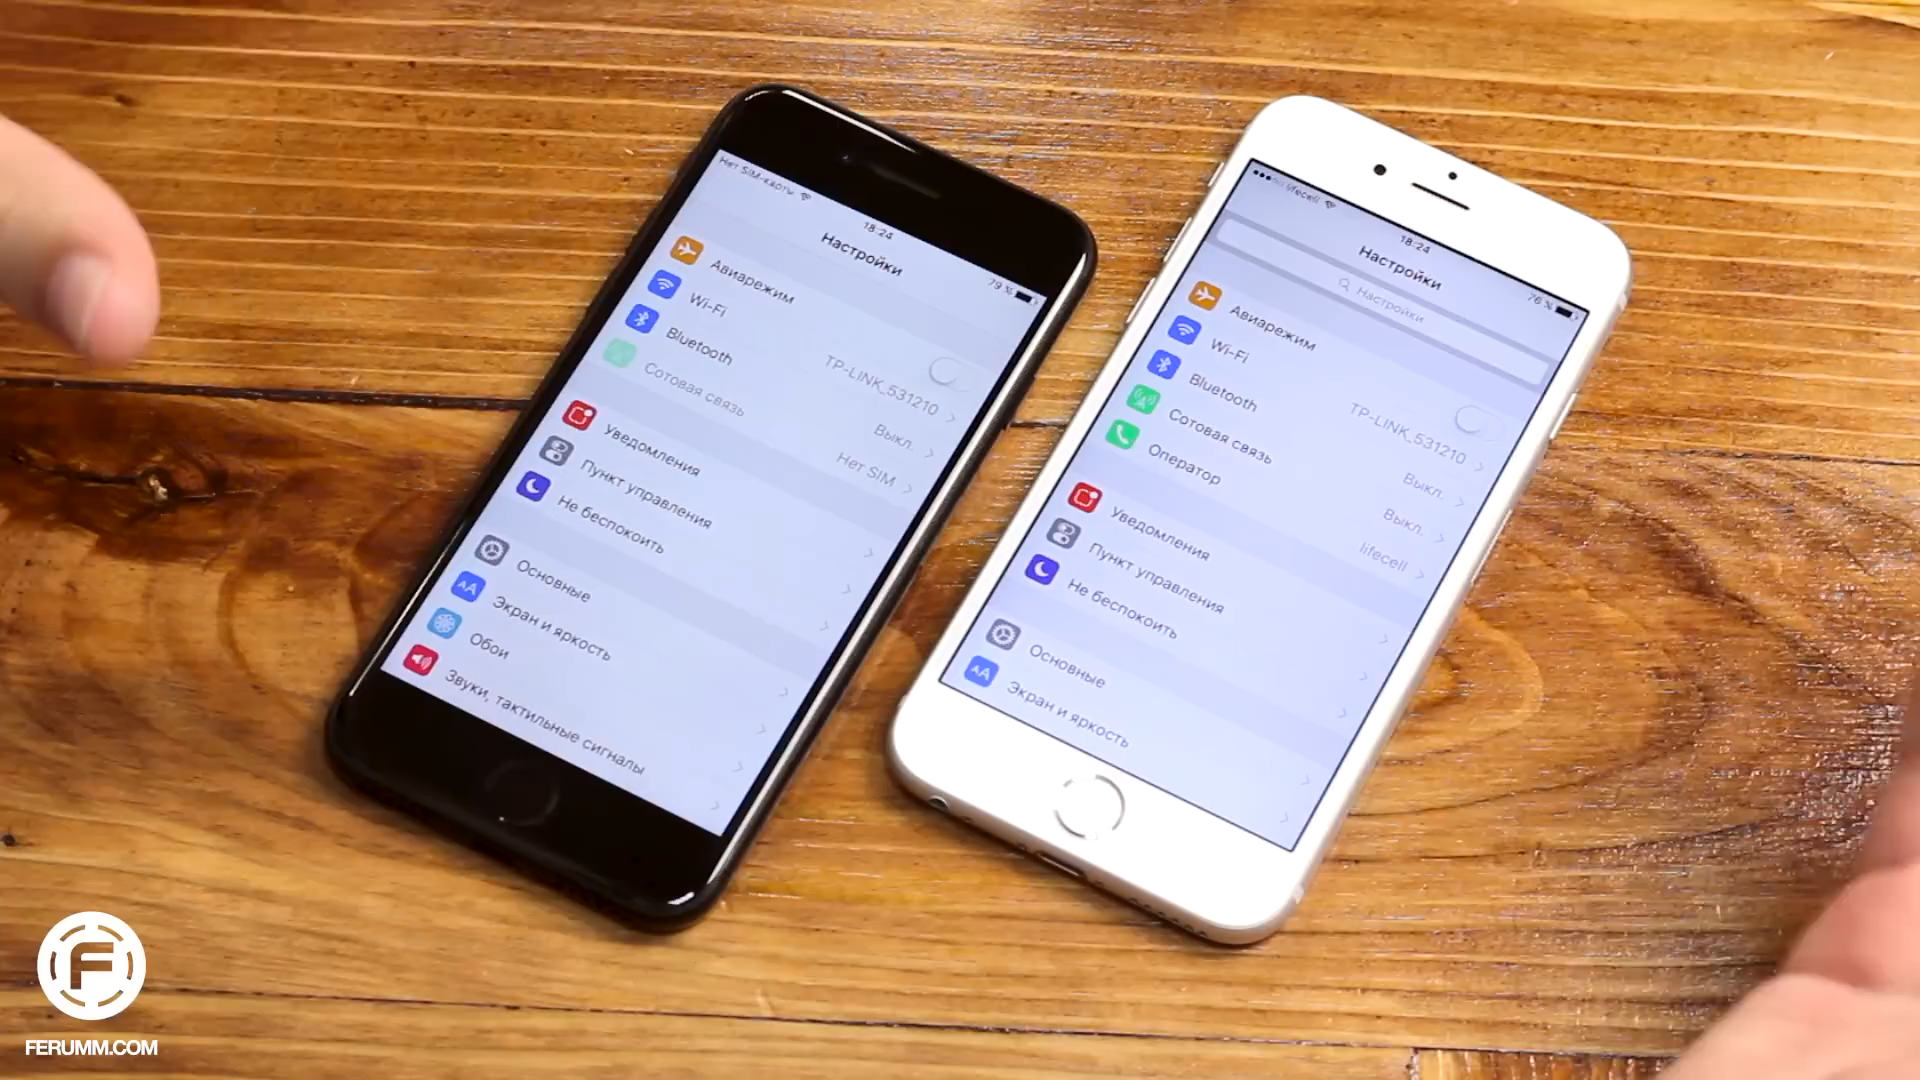 Нет SIM-карты
18:24
79 %
Настройки
Авиарежим
Wi-Fi
TP-LINK_531210
Bluetooth
Выкл.
Сотовая связь
Нет SIM
Уведомления
Пункт управления
Не беспокоить
Основные
AA
Экран и яркость
Обои
Звуки, тактильные сигналы
lifecell
18:24
76 %
Настройки
Настройки
Авиарежим
Wi-Fi
TP-LINK_531210
Bluetooth
Выкл.
Сотовая связь
Выкл.
Оператор
lifecell
Уведомления
Пункт управления
Не беспокоить
Основные
AA
Экран и яркость
F
FERUMM.COM